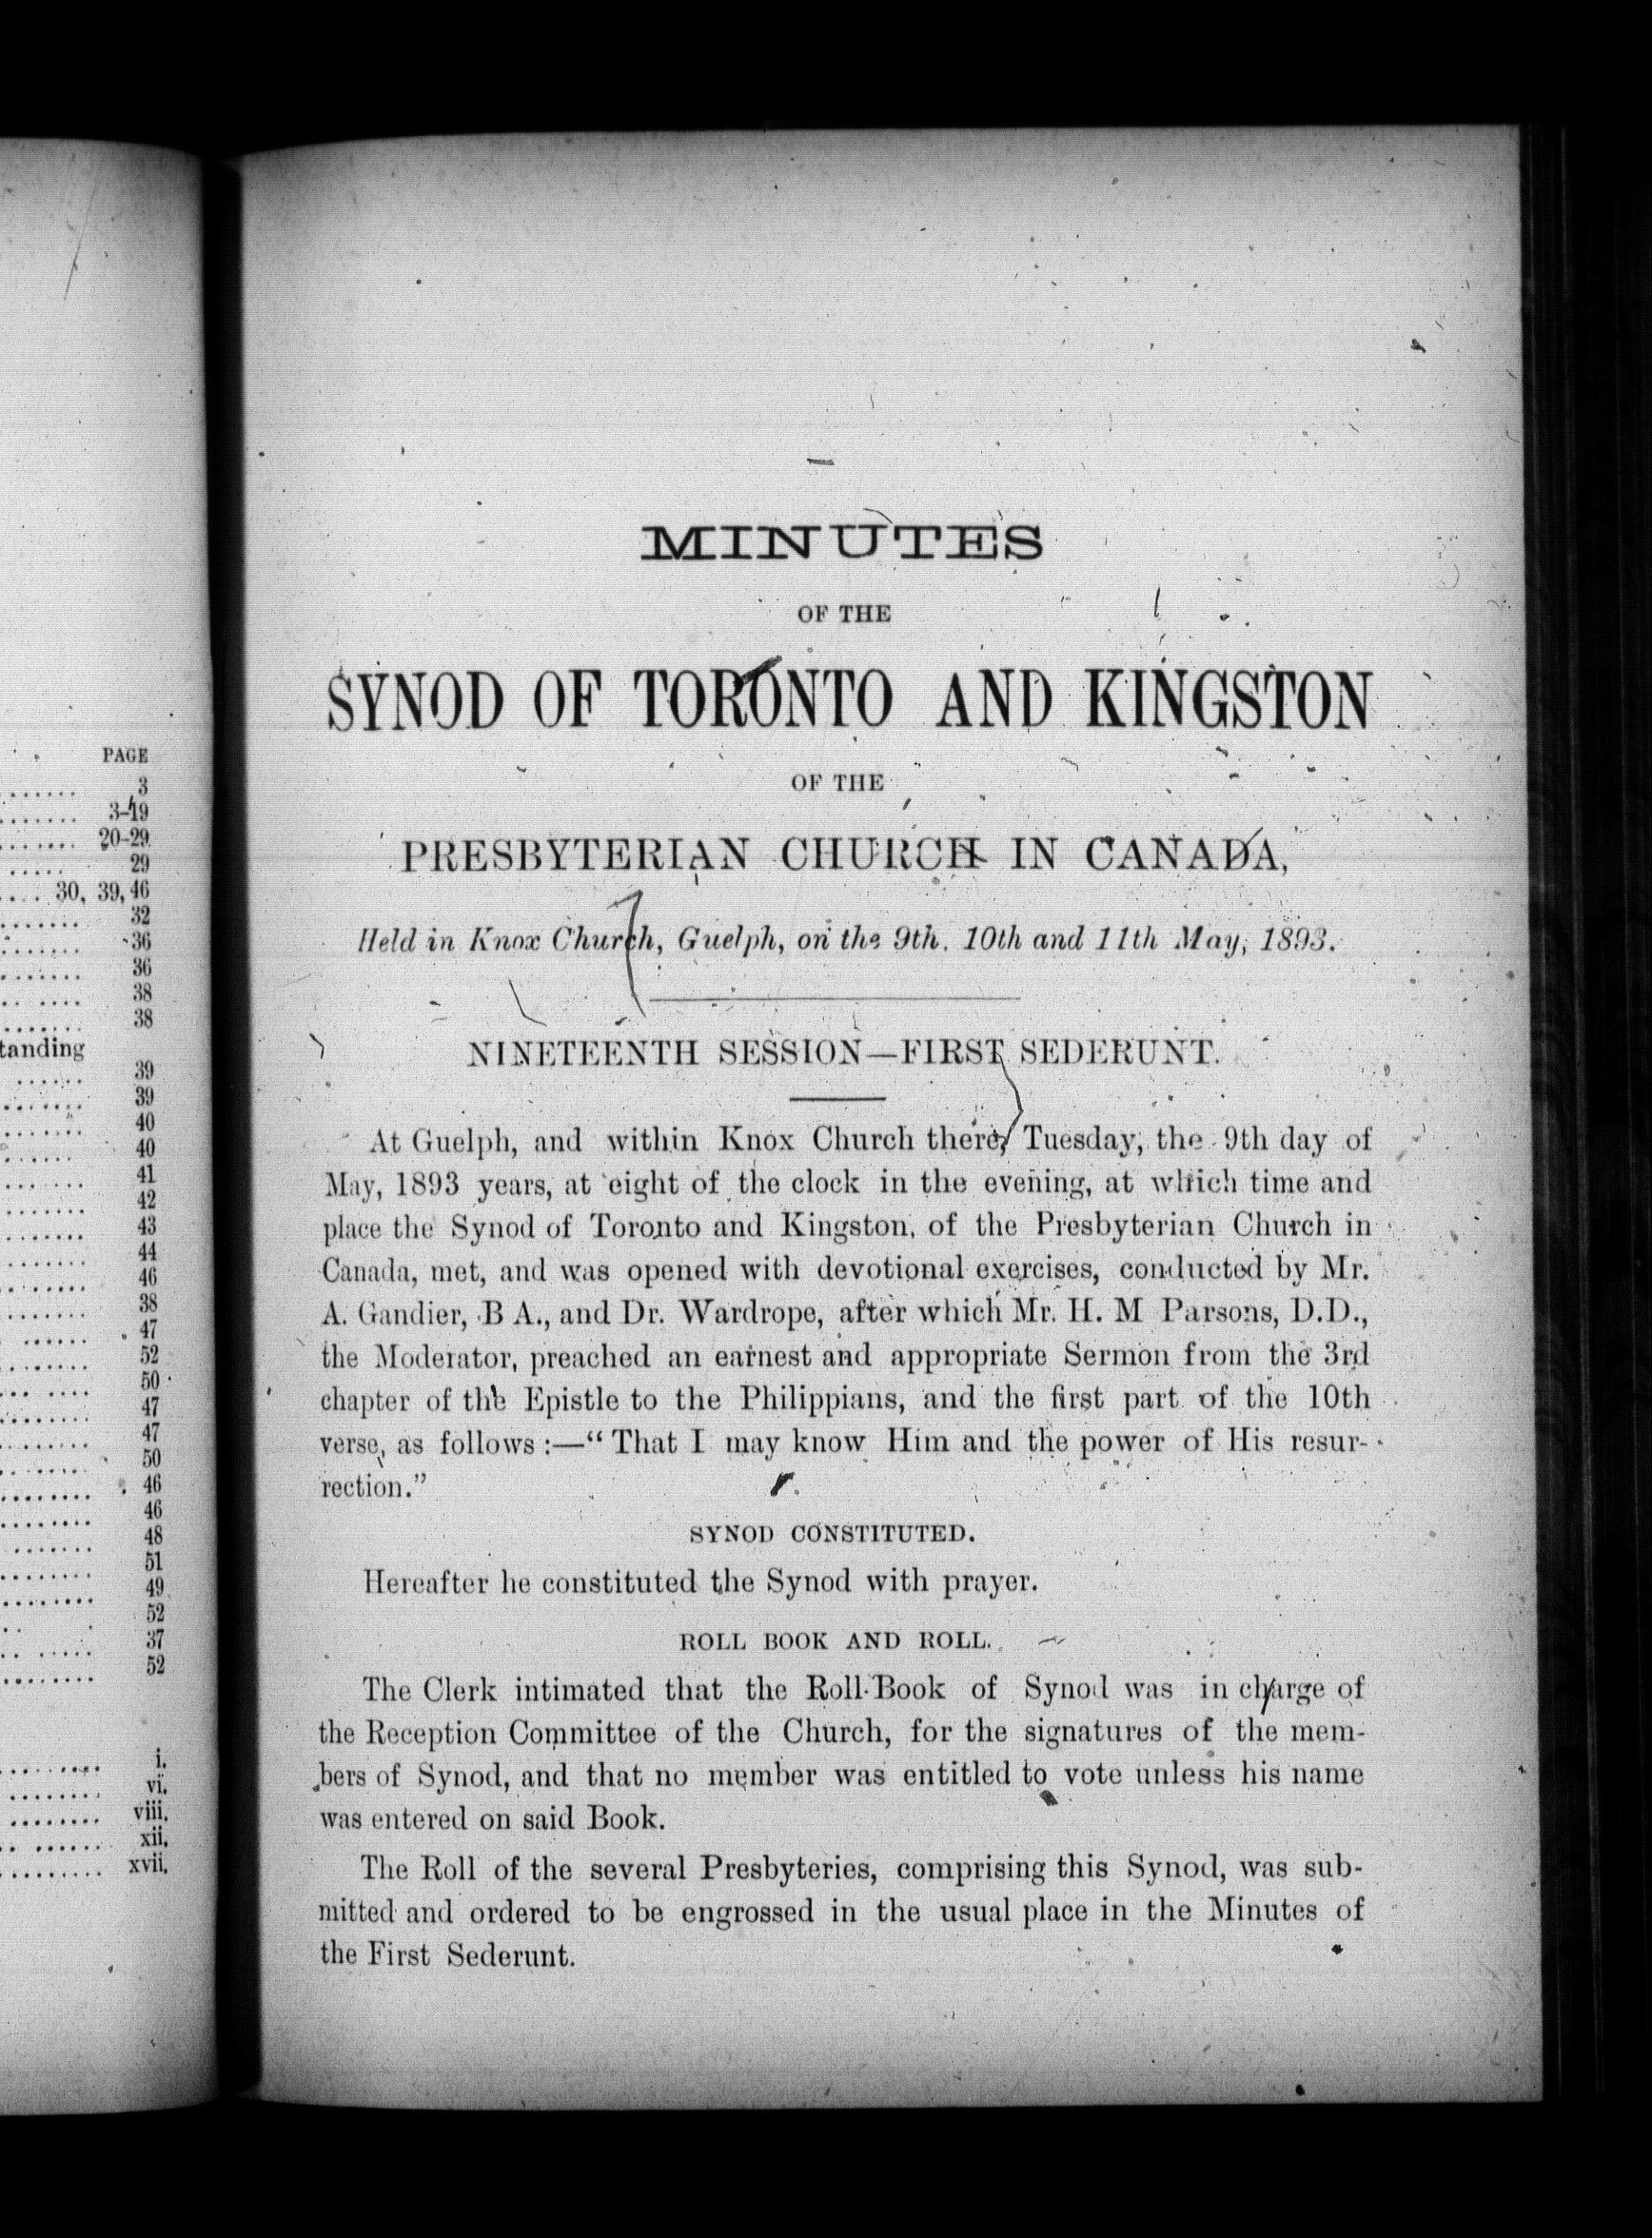 PAGE
3
3-19
20-29
29
30, 39, 46
32
36
36
38
38
tanding
39
39
40
40
41
42
43
44
46
38
47
52
50
47
47
50
46
46
48
51
49
52
37
52
i.
vi.
viii.
xii.
xvii.
MINUTES
OF THE
SYNOD OF TORONTO AND KINGSTON
OF THE
PRESBYTERIAN CHURCH IN CANADA,
Held in Knox Church, Guelph, on the 9th. 10th and 11th May, 1893.
NINETEENTH SESSION—FIRST SEDERUNT.
At Guelph, and within Knox Church there, Tuesday, the 9th day of
May, 1893 years, at eight of the clock in the evening, at which time and
place the Synod of Toronto and Kingston, of the Presbyterian Church in
Canada, met, and was opened with devotional exercises, conducted by Mr.
A. Gandier, B A., and Dr. Wardrope, after which Mr. H. M Parsons, D.D.,
the Moderator, preached an earnest and appropriate Sermon from the 3rd
chapter of the Epistle to the Philippians, and the first part of the 10th
verse, as follows :—“ That I may know Him and the power of His resur-
rection.”
SYNOD CONSTITUTED.
Hereafter he constituted the Synod with prayer.
ROLL BOOK AND ROLL.
The Clerk intimated that the Roll Book of Synod was in charge of
the Reception Committee of the Church, for the signatures of the mem-
bers of Synod, and that no member was entitled to vote unless his name
was entered on said Book.
The Roll of the several Presbyteries, comprising this Synod, was sub-
mitted and ordered to be engrossed in the usual place in the Minutes of
the First Sederunt.